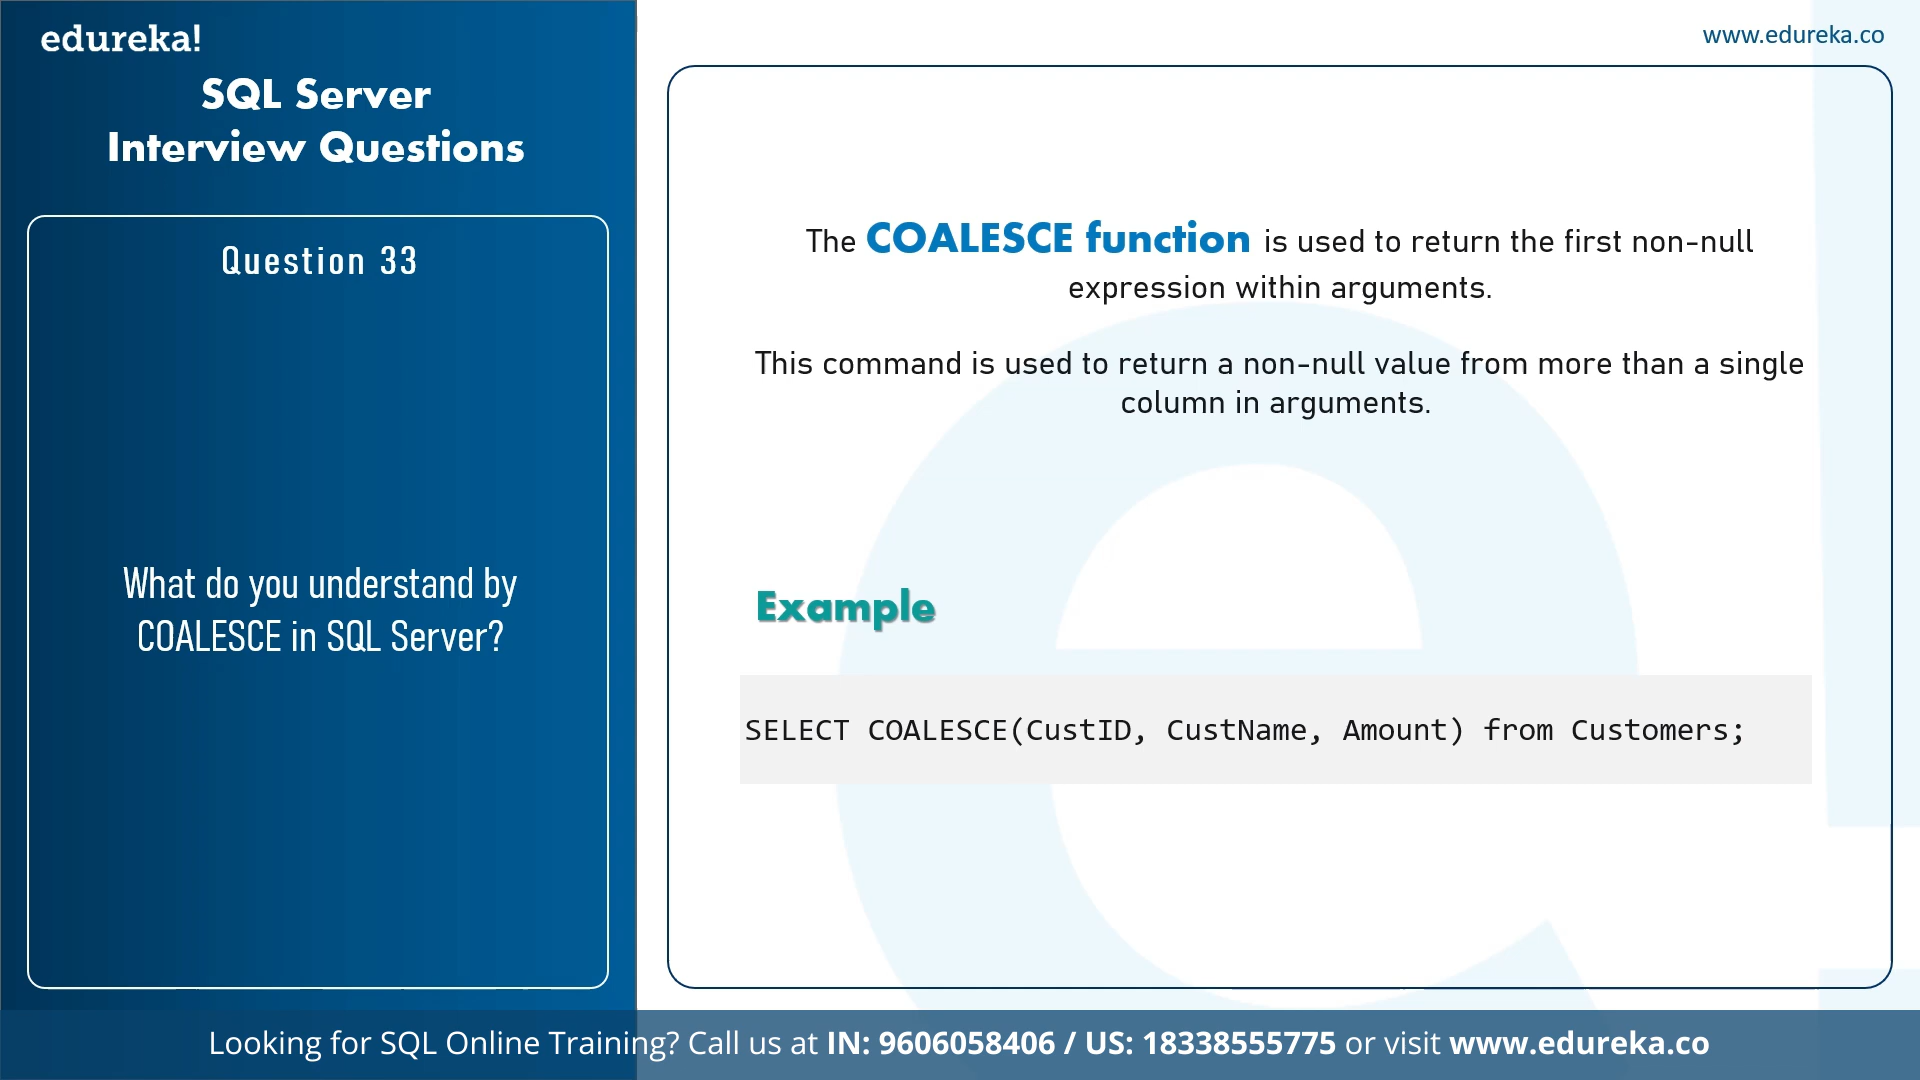 edureka!
SQL Server
Interview Questions
Question 33
What do you understand by
COALESCE in SQL Server?
www.edureka.co
The COALESCE function is used to return the first non-null
expression within arguments.
This command is used to return a non-null value from more than a single
column in arguments.
Example
SELECT COALESCE(CustID, CustName, Amount) from Customers;
Looking for SQL Online Training? Call us at IN: 9606058406 / US: 18338555775 or visit www.edureka.co